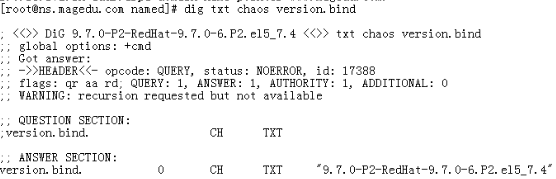 [root@ns.magedu.com named]# dig txt chaos version.bind
; <<>> DiG 9.7.0-P2-RedHat-9.7.0-6.P2.el5_7.4 <<>> txt chaos version.bind
;; global options: +cmd
;; Got answer:
;; ->>HEADER<<- opcode: QUERY, status: NOERROR, id: 17388
;; flags: qr aa rd; QUERY: 1, ANSWER: 1, AUTHORITY: 1, ADDITIONAL: 0
;; WARNING: recursion requested but not available
;; QUESTION SECTION:
;version.bind. CH TXT
;; ANSWER SECTION:
version.bind. 0 CH TXT "9.7.0-P2-RedHat-9.7.0-6.P2.el5_7.4"